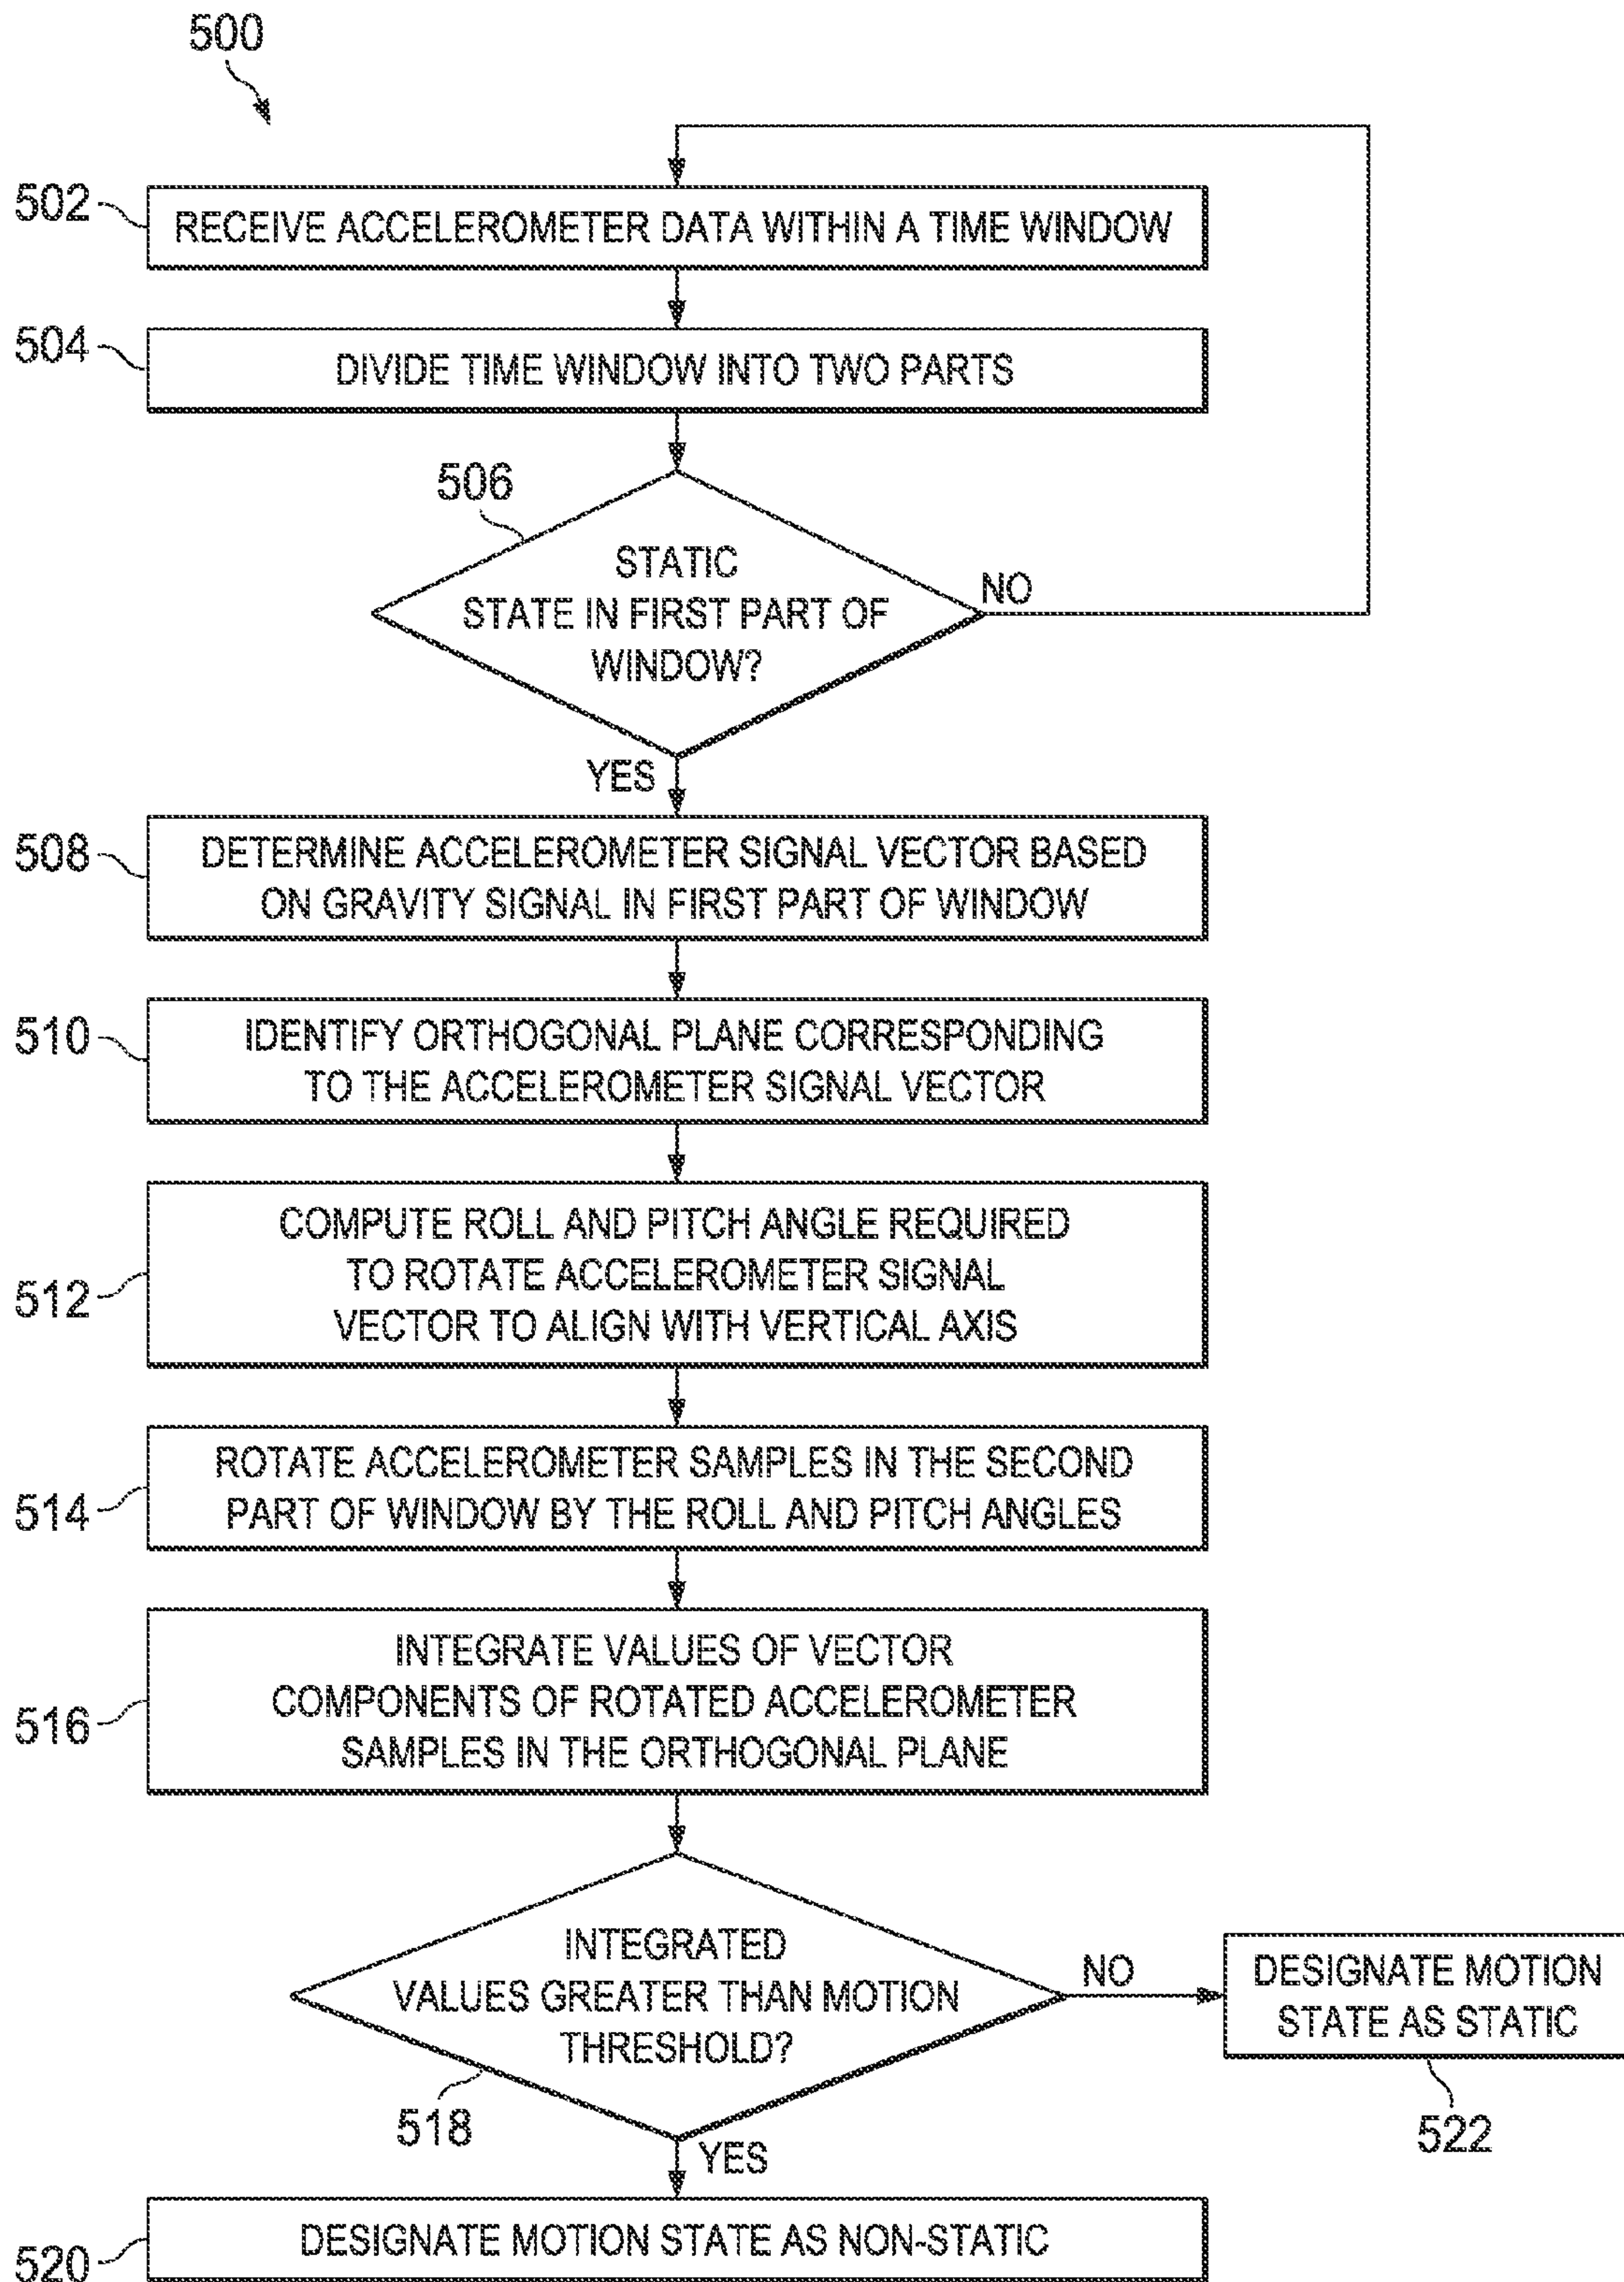 500
502
RECEIVE ACCELEROMETER DATA WITHIN A TIME WINDOW
504
DIVIDE TIME WINDOW INTO TWO PARTS
506
STATIC
STATE IN FIRST PART OF
WINDOW?
NO
YES
508
DETERMINE ACCELEROMETER SIGNAL VECTOR BASED
ON GRAVITY SIGNAL IN FIRST PART OF WINDOW
510
IDENTIFY ORTHOGONAL PLANE CORRESPONDING
TO THE ACCELEROMETER SIGNAL VECTOR
512
COMPUTE ROLL AND PITCH ANGLE REQUIRED
TO ROTATE ACCELEROMETER SIGNAL
VECTOR TO ALIGN WITH VERTICAL AXIS
514
ROTATE ACCELEROMETER SAMPLES IN THE SECOND
PART OF WINDOW BY THE ROLL AND PITCH ANGLES
516
INTEGRATE VALUES OF VECTOR
COMPONENTS OF ROTATED ACCELEROMETER
SAMPLES IN THE ORTHOGONAL PLANE
INTEGRATED
VALUES GREATER THAN MOTION
THRESHOLD?
518
NO
DESIGNATE MOTION
STATE AS STATIC
522
YES
520
DESIGNATE MOTION STATE AS NON-STATIC